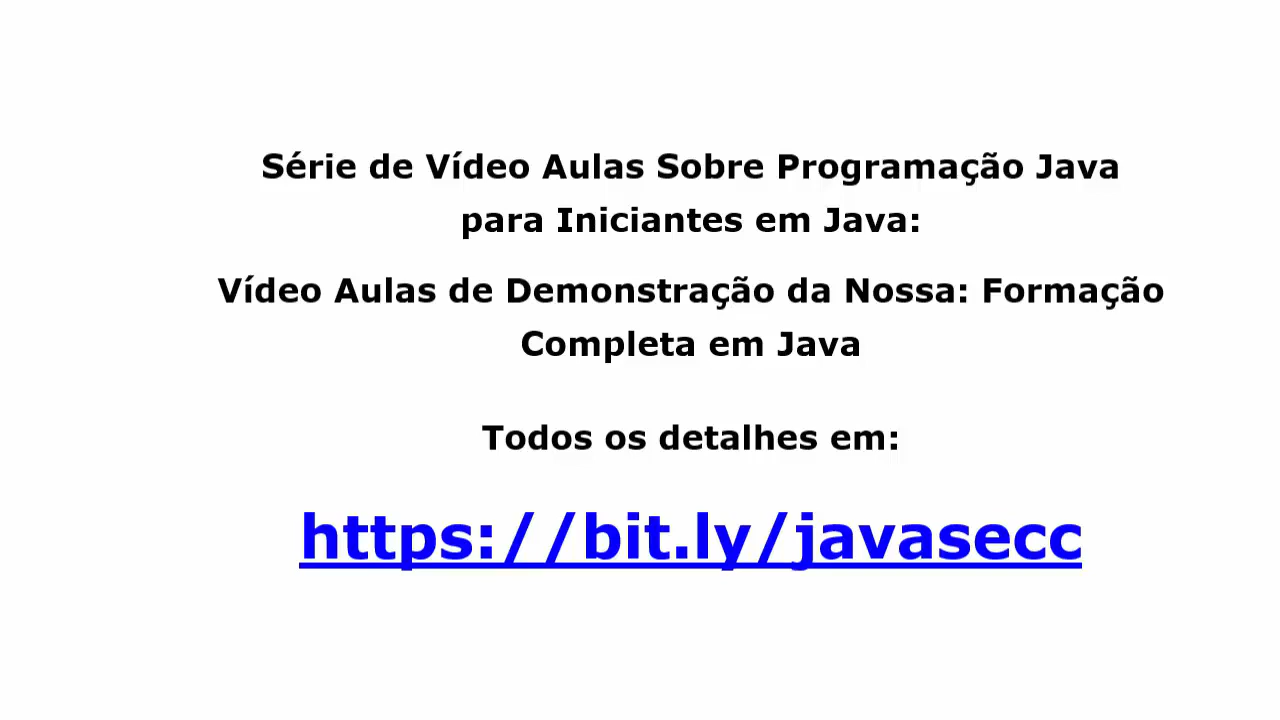 Série de Vídeo Aulas Sobre Programação Java
para Iniciantes em Java:
Vídeo Aulas de Demonstração da Nossa: Formação
Completa em Java
Todos os detalhes em:
https://bit.ly/javasecc